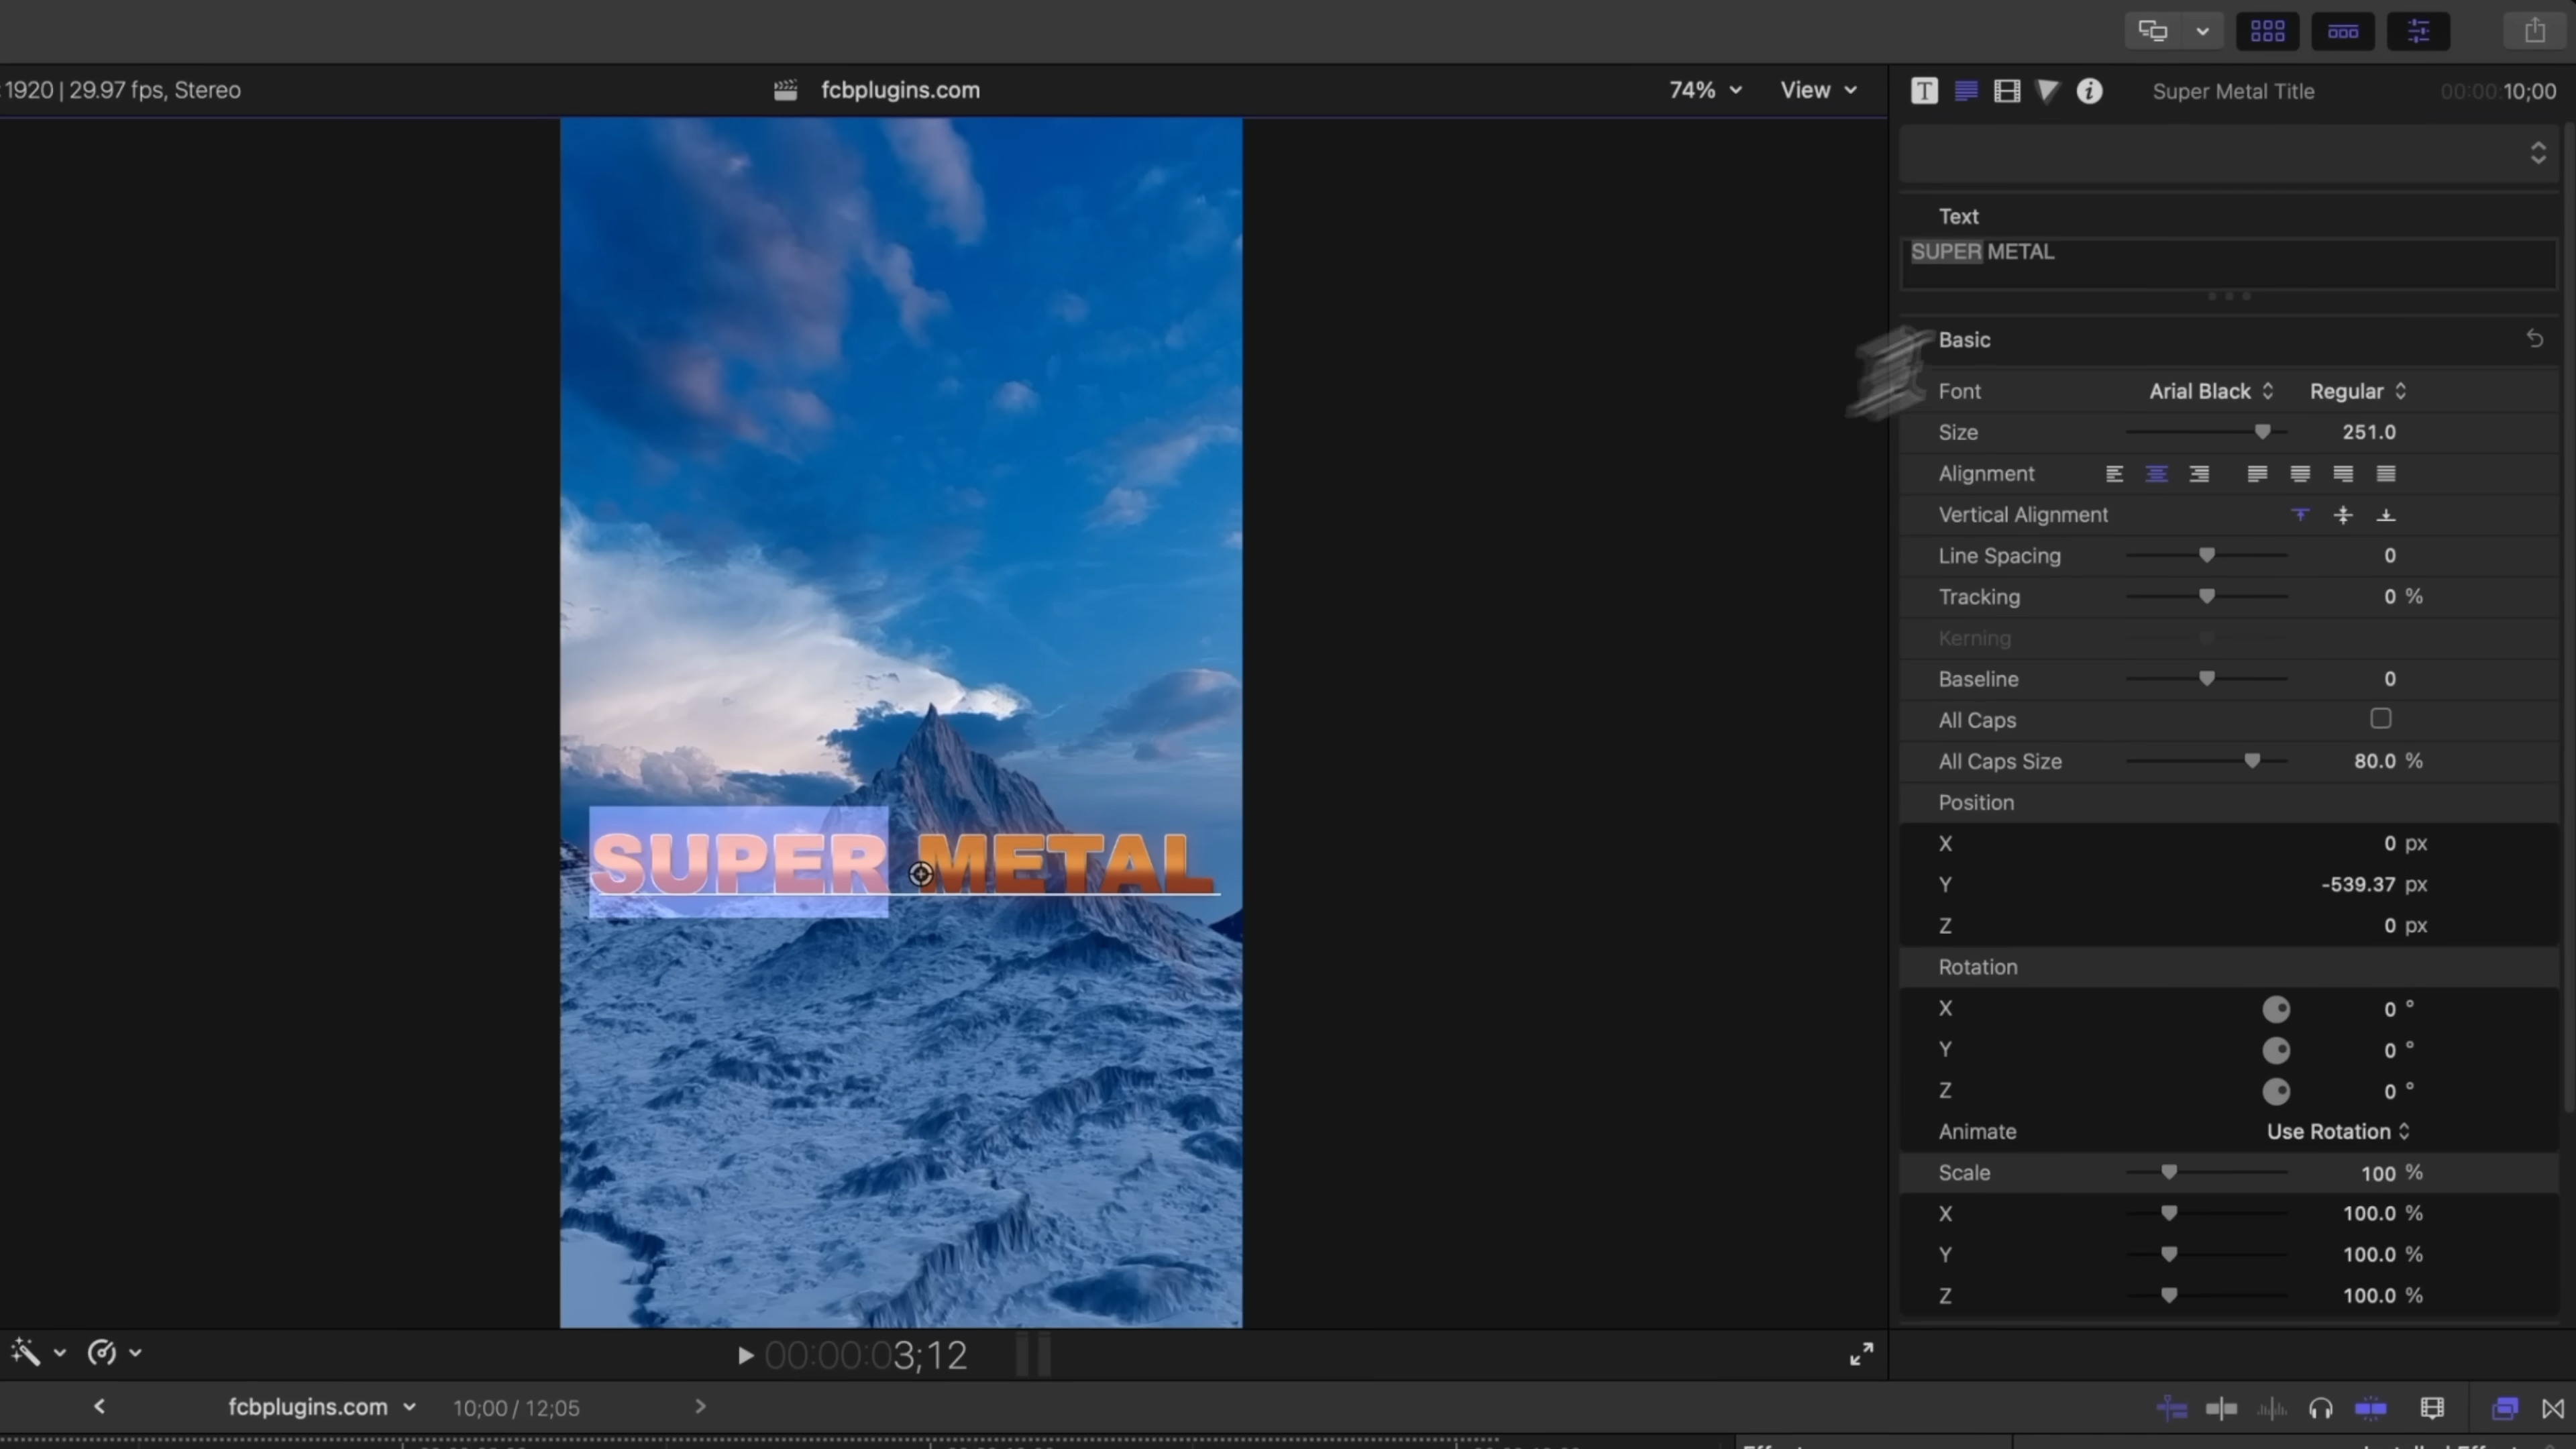 :1920 | 29.97 fps, Stereo
fcbplugins.com
74%
View
Super Metal Title
00:00:10;00
Text
SUPER METAL
Basic
Font Arial Black Regular
Size 251.0
Alignment
Vertical Alignment
Line Spacing 0
Tracking 0 %
Kerning
Baseline 0
All Caps
All Caps Size 80.0 %
Position
X 0 px
Y -539.37 px
Z 0 px
Rotation
X 0 °
Y 0 °
Z 0 °
Animate Use Rotation
Scale 100 %
X 100.0 %
Y 100.0 %
Z 100.0 %
SUPER METAL
00:00:03;12
fcbplugins.com
10;00 / 12;05